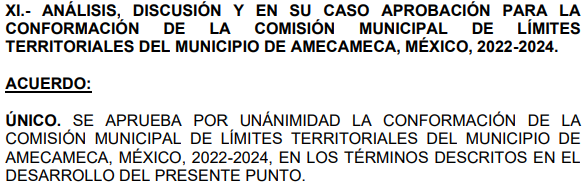 XI.- ANÁLISIS, DISCUSIÓN Y EN SU CASO APROBACIÓN PARA LA
CONFORMACIÓN DE LA COMISIÓN MUNICIPAL DE LÍMITES
TERRITORIALES DEL MUNICIPIO DE AMECAMECA, MÉXICO, 2022-2024.
ACUERDO:
ÚNICO. SE APRUEBA POR UNÁNIMIDAD LA CONFORMACIÓN DE LA
COMISIÓN MUNICIPAL DE LÍMITES TERRITORIALES DEL MUNICIPIO DE
AMECAMECA, MÉXICO, 2022-2024, EN LOS TÉRMINOS DESCRITOS EN EL
DESARROLLO DEL PRESENTE PUNTO.